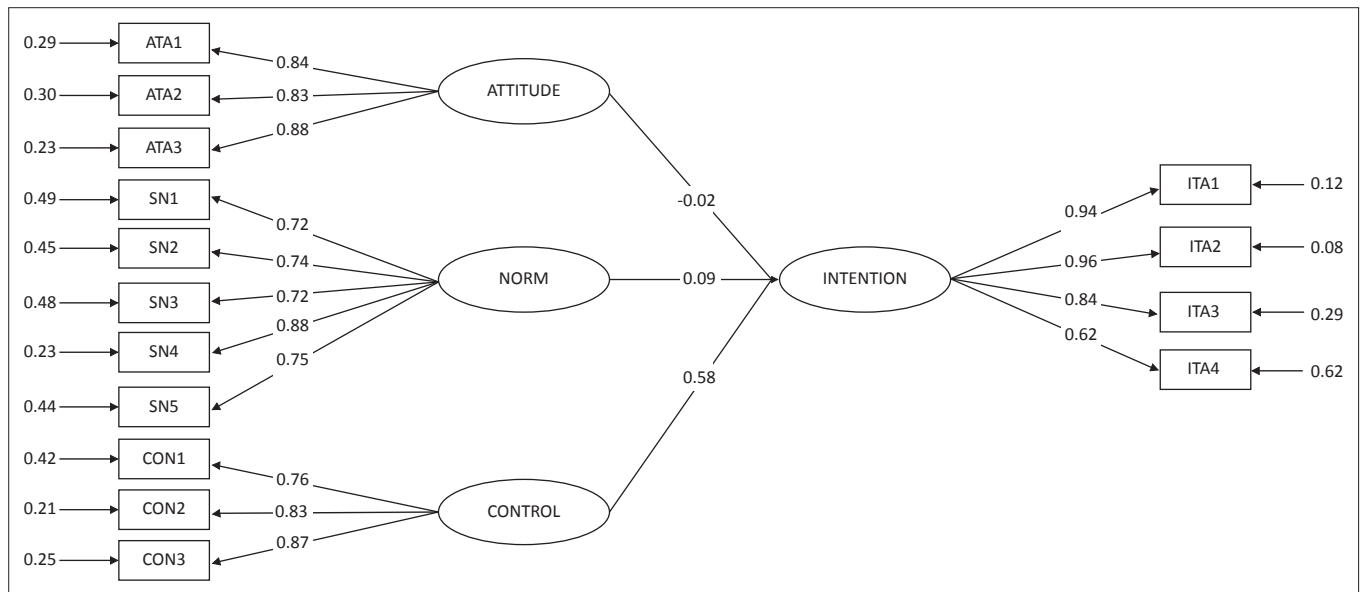 0.29 ATA1
0.84
0.30 ATA2 0.83 ATTITUDE
0.88
0.23 ATA3
0.49 SN1
0.72
0.45 SN2
0.74
0.48 SN3 0.72 NORM
0.88
0.23 SN4
0.75
0.44 SN5
0.42 CON1
0.76
0.21 CON2 0.83 CONTROL
0.87
0.25 CON3
-0.02
0.09 INTENTION
0.58
0.94 ITA1 0.12
0.96 ITA2 0.08
0.84 ITA3 0.29
0.62 ITA4 0.62